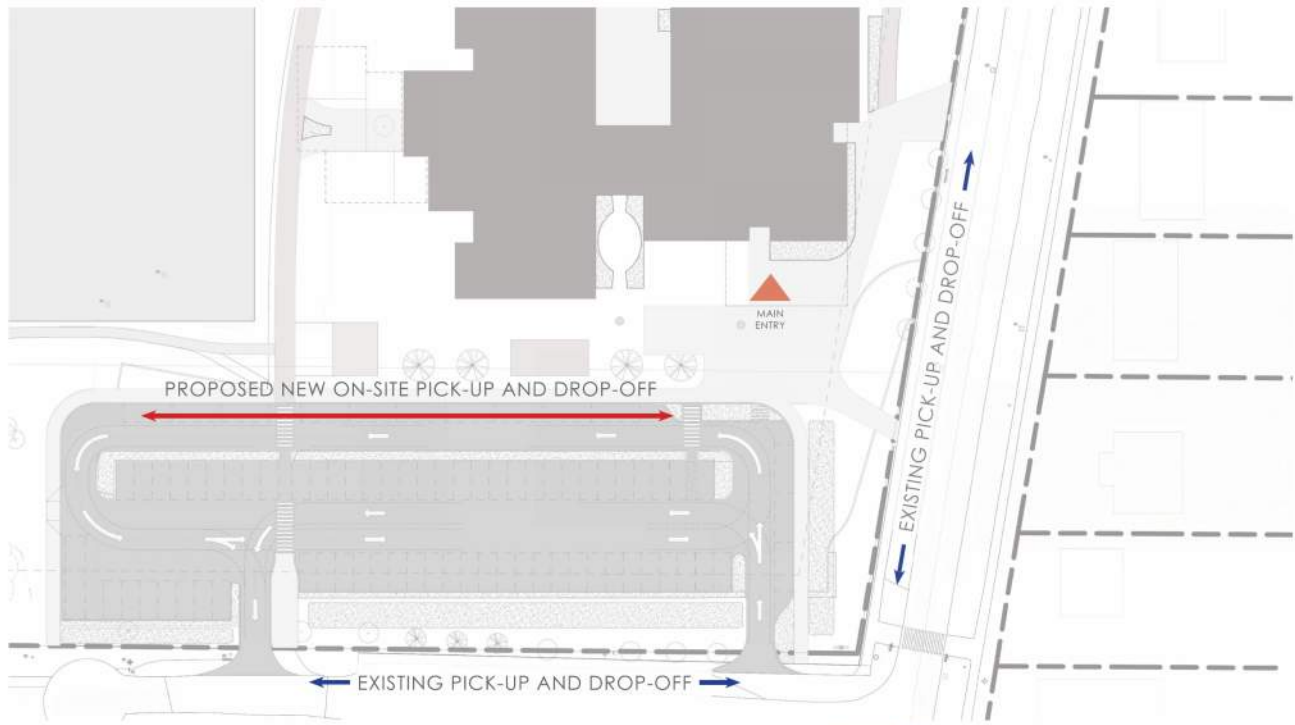 MAIN
ENTRY
PROPOSED NEW ON-SITE PICK-UP AND DROP-OFF
EXISTING PICK-UP AND DROP-OFF
EXISTING PICK-UP AND DROP-OFF